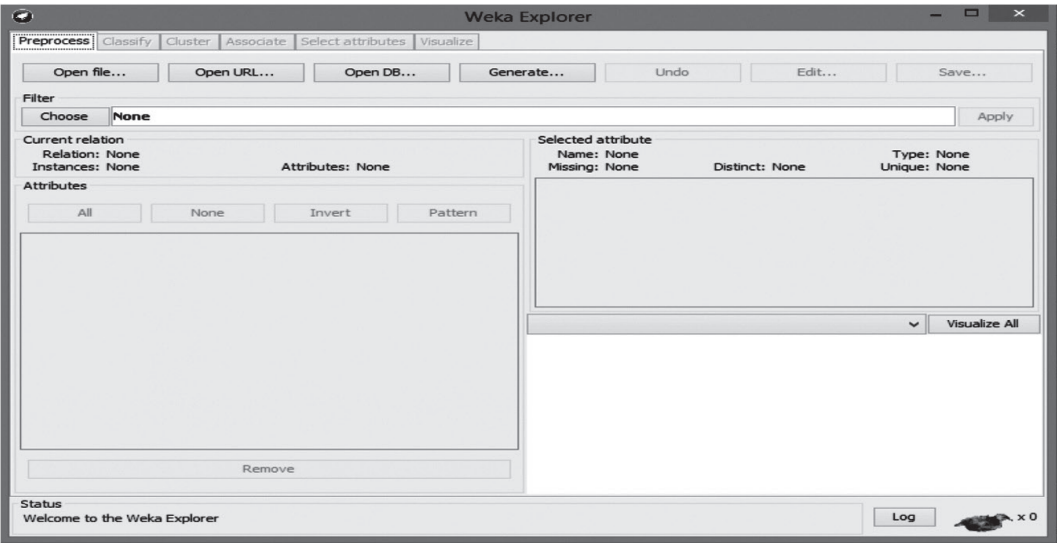 Weka Explorer
Preprocess Classify Cluster Associate Select attributes Visualize
Open file... Open URL... Open DB... Generate... Undo Edit... Save...
Filter
Choose None Apply
Current relation
Relation: None
Instances: None Attributes: None
Selected attribute
Name: None Type: None
Missing: None Distinct: None Unique: None
Attributes
All None Invert Pattern
Visualize All
Remove
Status
Welcome to the Weka Explorer
Log x 0